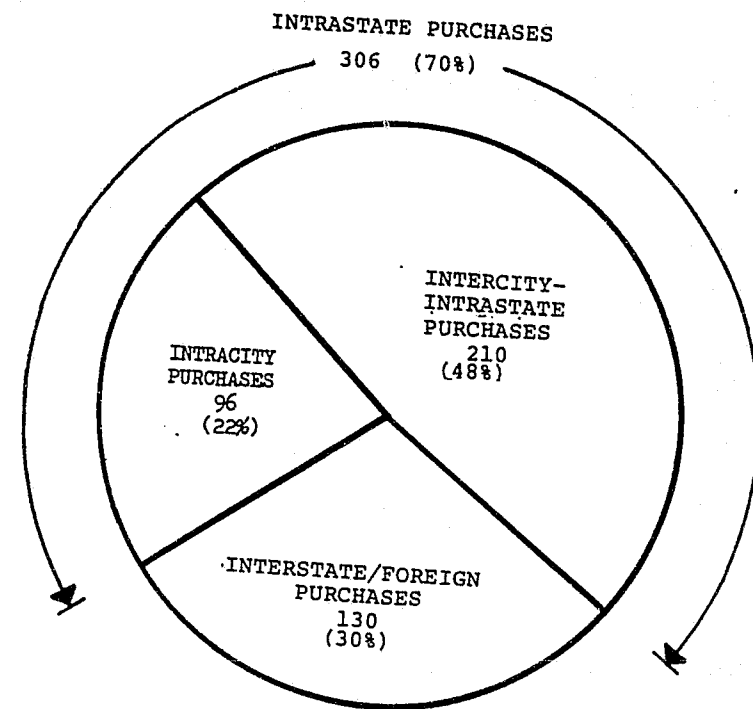 INTRASTATE PURCHASES
306 (70%)
INTERCITY-
INTRASTATE
PURCHASES
210
(48%)
INTRACITY
PURCHASES
96
(22%)
INTERSTATE/FOREIGN
PURCHASES
130
(30%)